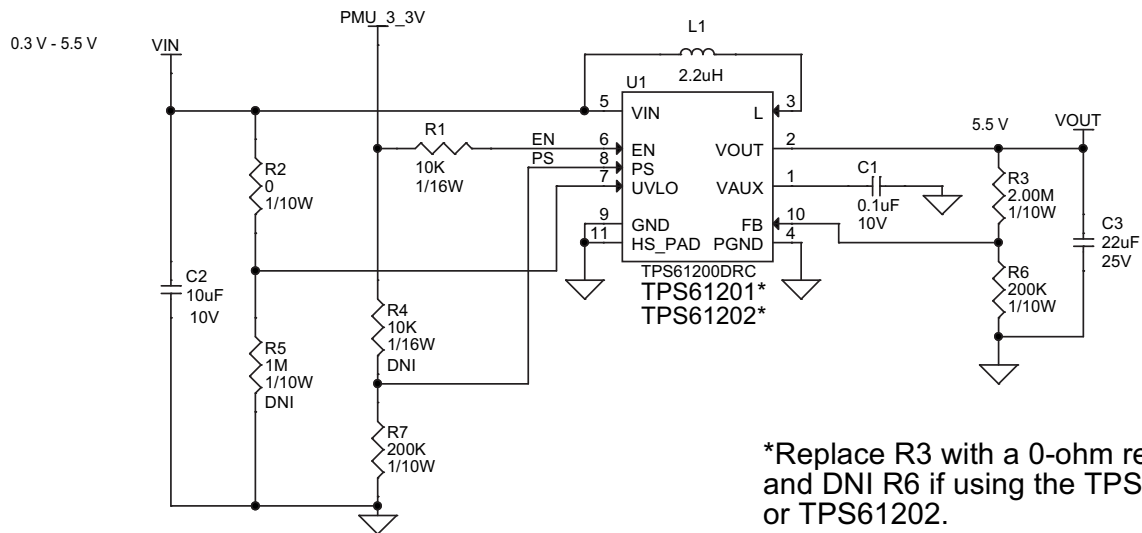 PMU_3_3V
0.3 V - 5.5 V
VIN
L1
2.2uH
U1
5
VIN
L
3
R1
EN
6
EN
VOUT
2
5.5 V
VOUT
10K
1/16W
PS
8
PS
7
UVLO
VAUX
1
C1
0.1uF
10V
R2
0
1/10W
R3
2.00M
1/10W
9
GND
FB
10
11
HS_PAD
PGND
4
C3
22uF
25V
TPS61200DRC
TPS61201*
TPS61202*
R6
200K
1/10W
C2
10uF
10V
R4
10K
1/16W
DNI
R5
1M
1/10W
DNI
R7
200K
1/10W
*Replace R3 with a 0-ohm
and DNI R6 if using the
or TPS61202.